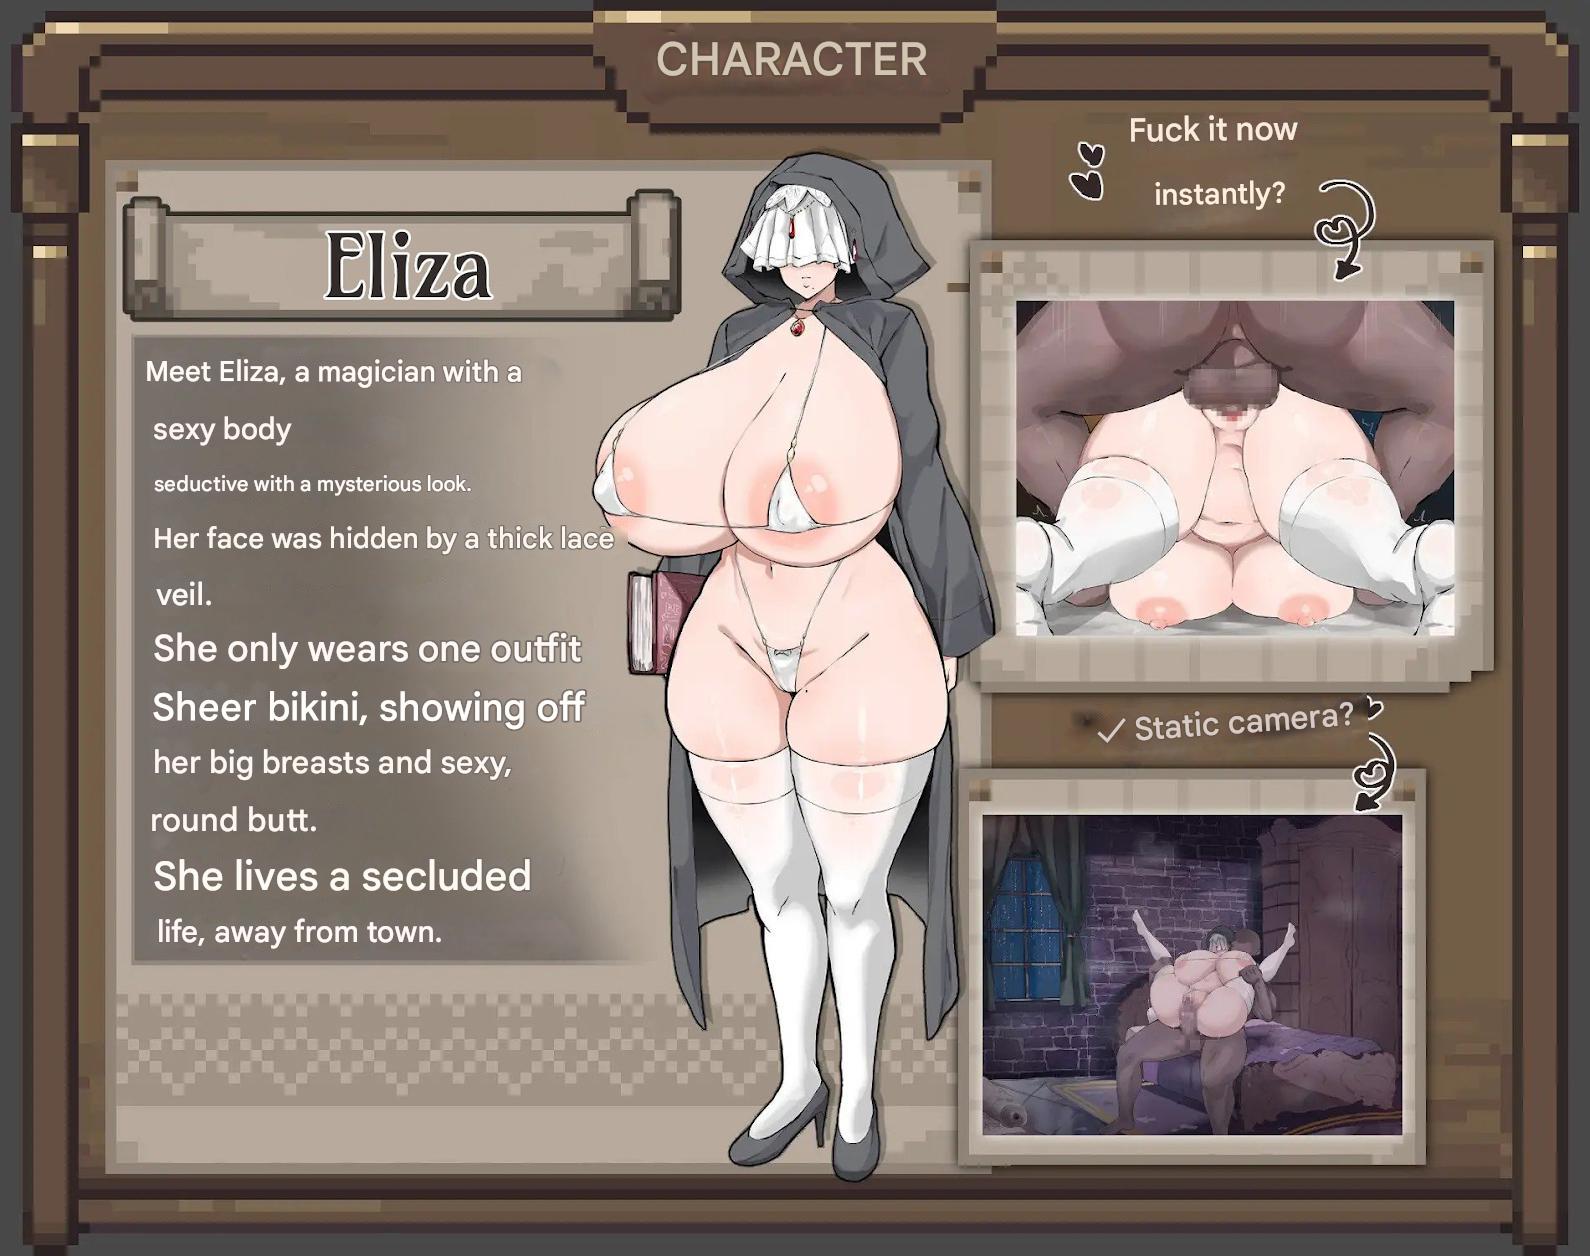 CHARACTER
Eliza
Meet Eliza, a magician with a
sexy body
seductive with a mysterious look.
Her face was hidden by a thick lace
veil.
She only wears one outfit
Sheer bikini, showing off
her big breasts and sexy,
round butt.
She lives a secluded
life, away from town.
Fuck it now
instantly?
✓ Static camera?